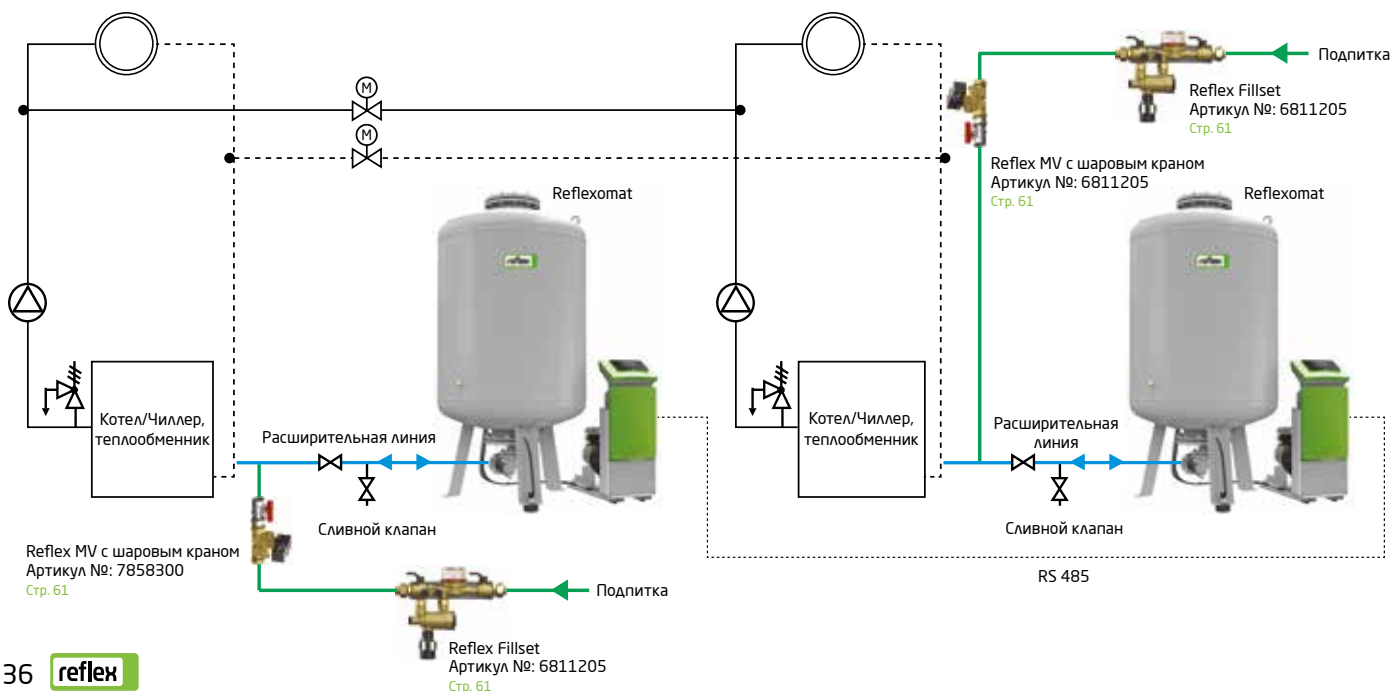 M
M
Подпитка
Reflex Fillset
Артикул №: 6811205
Стр. 61
Reflex MV с шаровым краном
Артикул №: 6811205
Стр. 61
Reflexomat
reflex
Reflexomat
reflex
Котел/Чиллер,
теплообменник
Расширительная линия
Сливной клапан
Котел/Чиллер,
теплообменник
Расширительная
линия
Сливной клапан
Reflex MV с шаровым краном
Артикул №: 7858300
Стр. 61
RS 485
Подпитка
Reflex Fillset
Артикул №: 6811205
Стр. 61
36 reflex